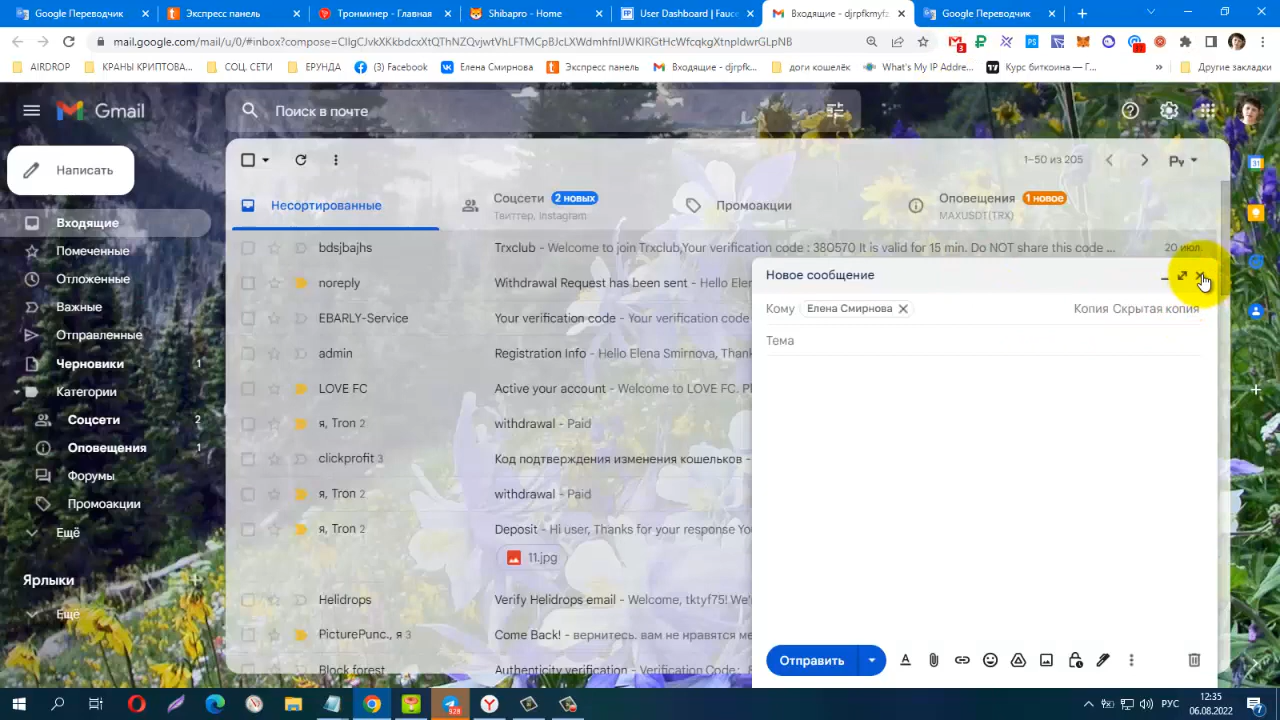 Google Переводчик
Экспресс панель
Тронминер - Главная
Shibapro - Home
User Dashboard | Fauce
Входящие - djrpfkmyfz
Google Переводчик
mail.google.com/mail/u/0/#inbox?compose=
3
11
AIRDROP
КРАНЫ КРИПТОВА...
СОЦ. СЕТИ
ЕРУНДА
(3) Facebook
Елена Смирнова
Экспресс панель
Входящие - djrpfk...
доги кошелёк
What's My IP Addre...
Курс биткоина — Г...
»
Другие закладки
Gmail
Поиск в почте
Написать
1–50 из 205
Входящие
Помеченные
Отложенные
Важные
Отправленные
Черновики 1
Категории
Соцсети 2
Оповещения 1
Форумы
Промоакции
Ещё
Ярлыки
Ещё
Несортированные
Соцсети 2 новых
Твиттер, Instagram
Промоакции
Оповещения 1 новое
MAXUSDT(TRX)
bdsjbajhs Trxclub - Welcome to join Trxclub,Your verification code : 380570 It is valid for 15 min. Do NOT share this code ... 20 июл.
noreply Withdrawal Request has been sent - Hello Eler
EBARLY-Service Your verification code - Your verification code
admin Registration Info - Hello Elena Smirnova, Thank
LOVE FC Active your account - Welcome to LOVE FC. Pl
я, Tron 2 withdrawal - Paid
clickprofit 3 Код подтверждения изменения кошельков -
я, Tron 2 withdrawal - Paid
я, Tron 2 Deposit - Hi user, Thanks for your response Yo
11.jpg
Helidrops Verify Helidrops email - Welcome, tktyf75! We'r
PicturePunc., я 3 Come Back! - вернитесь. вам не нравятся ме
Block forest Authenticity verification - Verification Code:
Новое сообщение
Кому Елена Смирнова Копия Скрытая копия
Тема
Отправить
31
928
РУС
12:35
06.08.2022
7